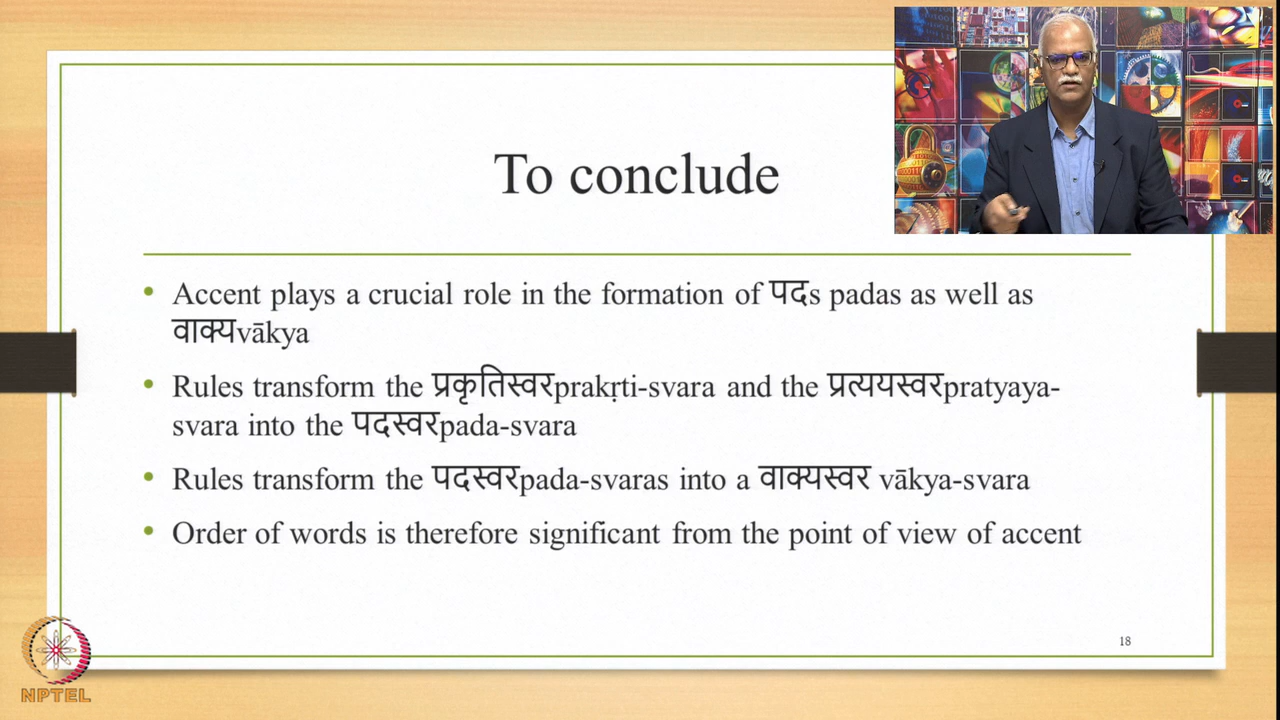 To conclude
• Accent plays a crucial role in the formation of पदs padas as well as
वाक्यvākya
• Rules transform the प्रकृतिस्वरprakṛti-svara and the प्रत्ययस्वरpratyaya-
svara into the पदस्वरpada-svara
• Rules transform the पदस्वरpada-svaras into a वाक्यस्वर vākya-svara
• Order of words is therefore significant from the point of view of accent
18
NPTEL